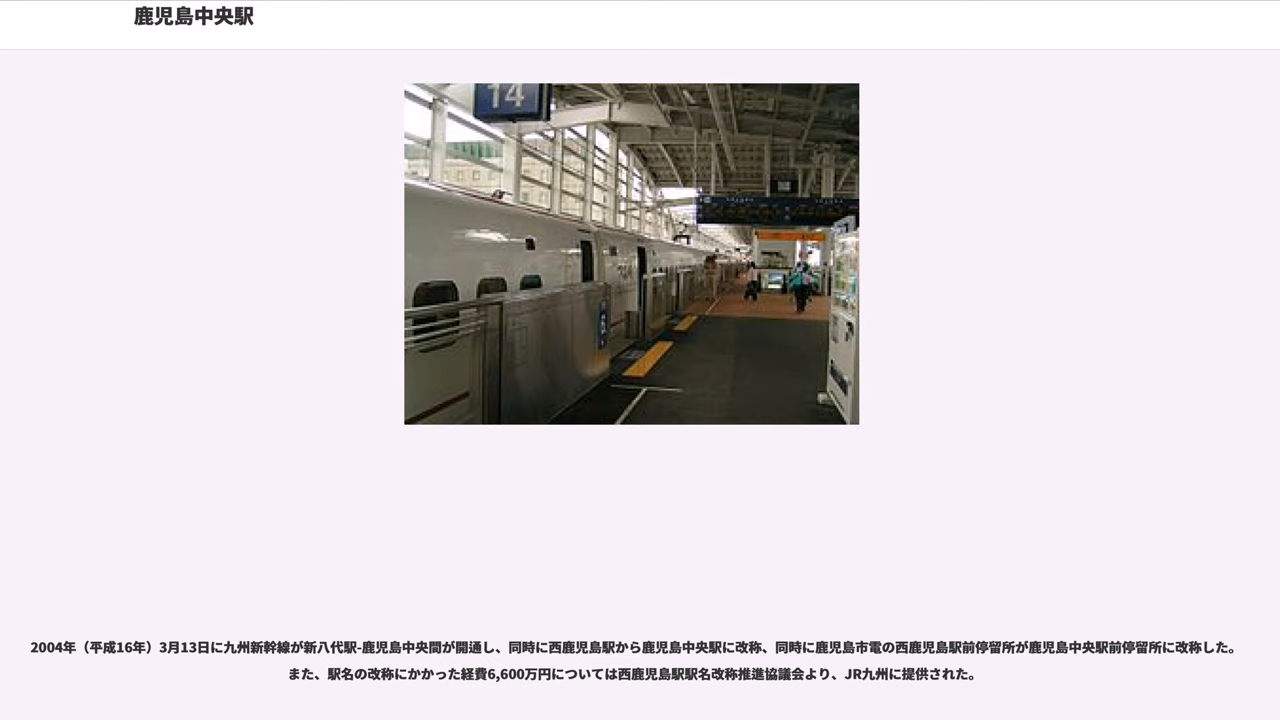 鹿児島中央駅
14
2004年（平成16年）3月13日に九州新幹線が新八代駅-鹿児島中央間が開通し、同時に西鹿児島駅から鹿児島中央駅に改称、同時に鹿児島市電の西鹿児島駅前停留所が鹿児島中央駅前停留所に改称した。
また、駅名の改称にかかった経費6,600万円については西鹿児島駅駅名改称推進協議会より、JR九州に提供された。